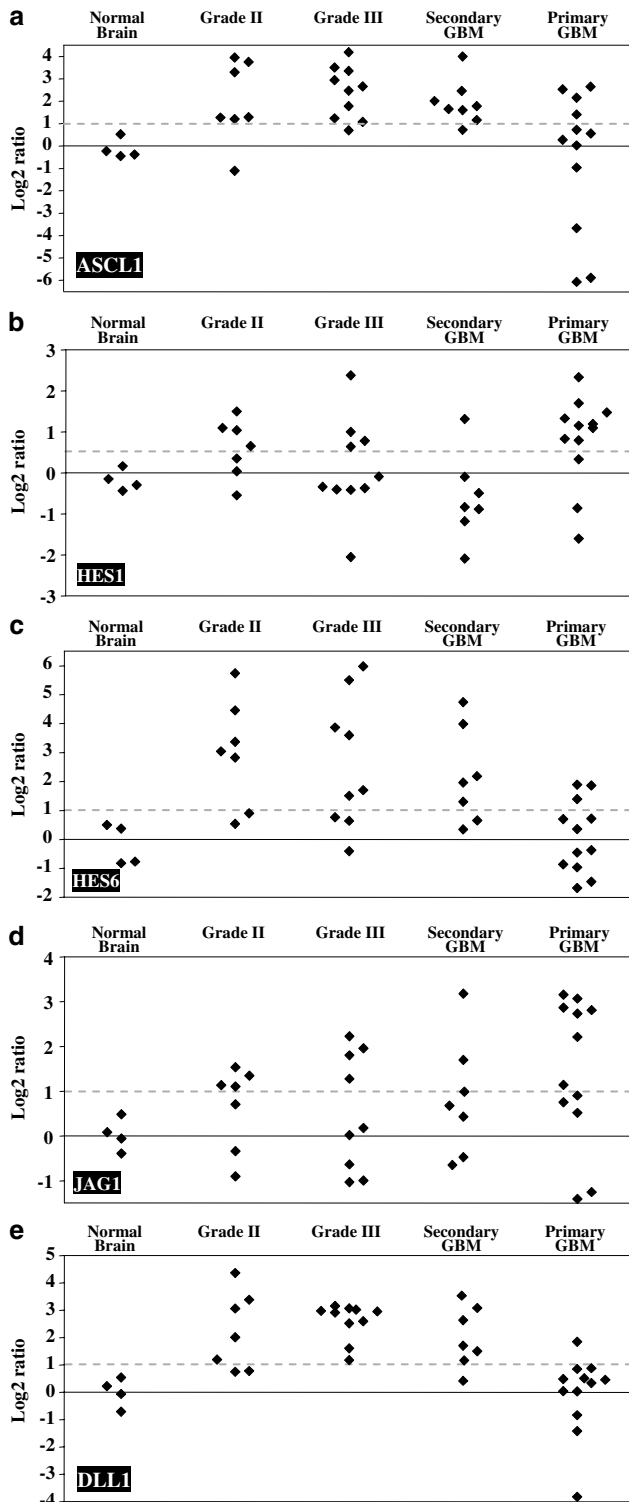 a
Normal Brain Grade II Grade III Secondary GBM Primary GBM
Log2 ratio
4
3
2
1
0
-1
-2
-3
-4
-5
-6
ASCL1
b
Normal Brain Grade II Grade III Secondary GBM Primary GBM
Log2 ratio
3
2
1
0
-1
-2
-3
HES1
c
Normal Brain Grade II Grade III Secondary GBM Primary GBM
Log2 ratio
6
5
4
3
2
1
0
-1
-2
HES6
d
Normal Brain Grade II Grade III Secondary GBM Primary GBM
Log2 ratio
4
3
2
1
0
-1
JAG1
e
Normal Brain Grade II Grade III Secondary GBM Primary GBM
Log2 ratio
5
4
3
2
1
0
-1
-2
-3
-4
DLL1